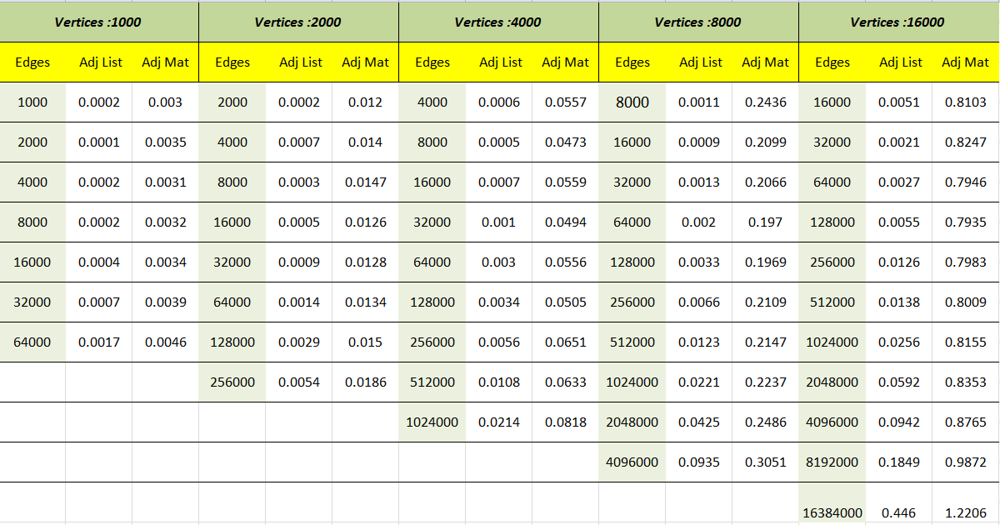 Vertices :1000 Vertices :2000 Vertices :4000 Vertices :8000 Vertices :16000
Edges Adj List Adj Mat Edges Adj List Adj Mat Edges Adj List Adj Mat Edges Adj List Adj Mat Edges Adj List Adj Mat
1000 0.0002 0.003 2000 0.0002 0.012 4000 0.0006 0.0557 8000 0.0011 0.2436 16000 0.0051 0.8103
2000 0.0001 0.0035 4000 0.0007 0.014 8000 0.0005 0.0473 16000 0.0009 0.2099 32000 0.0021 0.8247
4000 0.0002 0.0031 8000 0.0003 0.0147 16000 0.0007 0.0559 32000 0.0013 0.2066 64000 0.0027 0.7946
8000 0.0002 0.0032 16000 0.0005 0.0126 32000 0.001 0.0494 64000 0.002 0.197 128000 0.0055 0.7935
16000 0.0004 0.0034 32000 0.0009 0.0128 64000 0.003 0.0556 128000 0.0033 0.1969 256000 0.0126 0.7983
32000 0.0007 0.0039 64000 0.0014 0.0134 128000 0.0034 0.0505 256000 0.0066 0.2109 512000 0.0138 0.8009
64000 0.0017 0.0046 128000 0.0029 0.015 256000 0.0056 0.0651 512000 0.0123 0.2147 1024000 0.0256 0.8155
256000 0.0054 0.0186 512000 0.0108 0.0633 1024000 0.0221 0.2237 2048000 0.0592 0.8353
1024000 0.0214 0.0818 2048000 0.0425 0.2486 4096000 0.0942 0.8765
4096000 0.0935 0.3051 8192000 0.1849 0.9872
16384000 0.446 1.2206